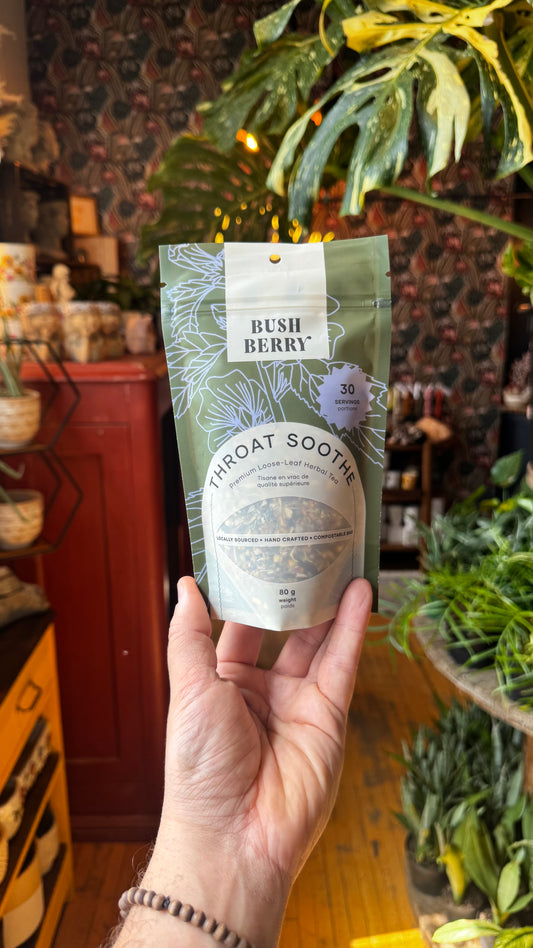 BUSH
BERRY
30
SERVINGS
portions
THROAT SOOTHE
Premium Loose-Leaf Herbal Tea
Tisane en vrac de
qualité supérieure
LOCALLY SOURCED • HAND CRAFTED • COMPOSTABLE BAG
80 g
weight
poids